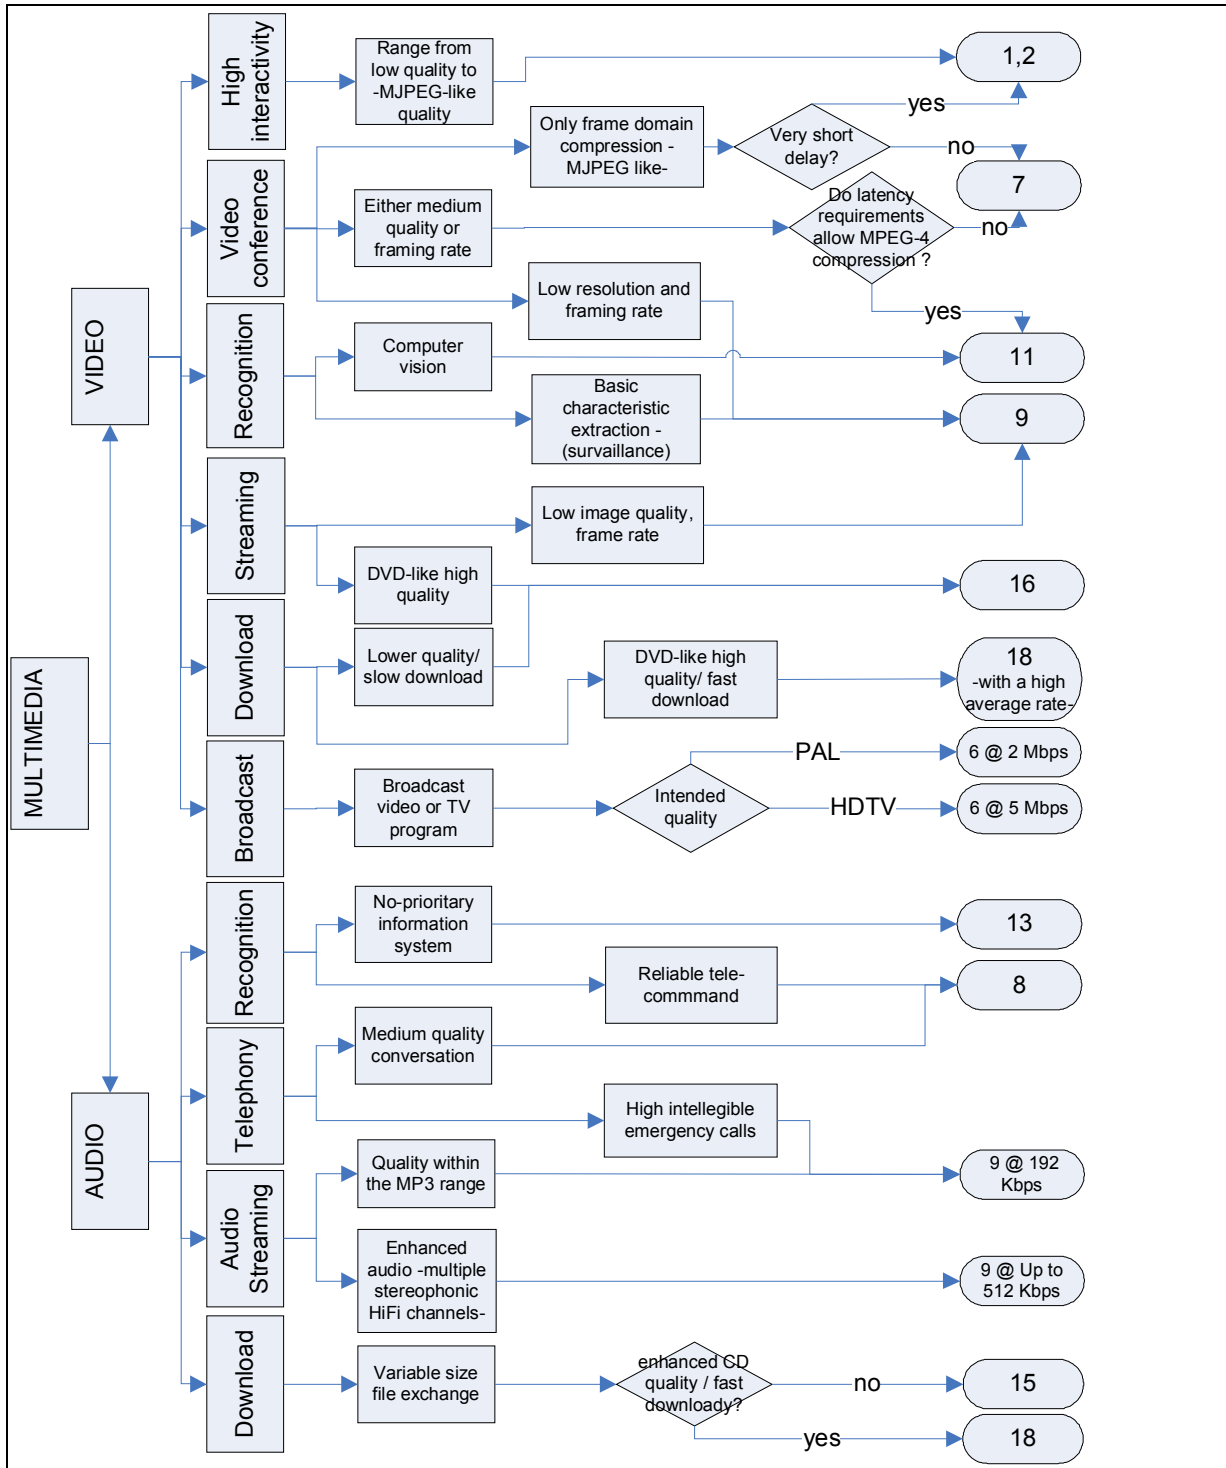 MULTIMEDIA
VIDEO
High
interactivity
Range from
low quality to
-MJPEG-like
quality
1,2
Video
conference
Only frame domain
compression -
MJPEG like-
Very short
delay?
yes
no
7
Either medium
quality or
framing rate
Do latency
requirements
allow MPEG-4
compression ?
no
yes
Low resolution and
framing rate
Recognition
Computer
vision
11
Basic
characteristic
extraction -
(survaillance)
9
Streaming
Low image quality,
frame rate
DVD-like high
quality
16
Download
Lower quality/
slow download
DVD-like high
quality/ fast
download
18
-with a high
average rate-
Broadcast
Broadcast
video or TV
program
Intended
quality
PAL
6 @ 2 Mbps
HDTV
6 @ 5 Mbps
AUDIO
Recognition
No-prioritary
information
system
13
Reliable tele-
commmand
8
Telephony
Medium quality
conversation
High intellegible
emergency calls
Audio
Streaming
Quality within
the MP3 range
9 @ 192
Kbps
Enhanced
audio -multiple
stereophonic
HiFi channels-
9 @ Up to
512 Kbps
Download
Variable size
file exchange
enhanced CD
quality / fast
downloady?
no
15
yes
18